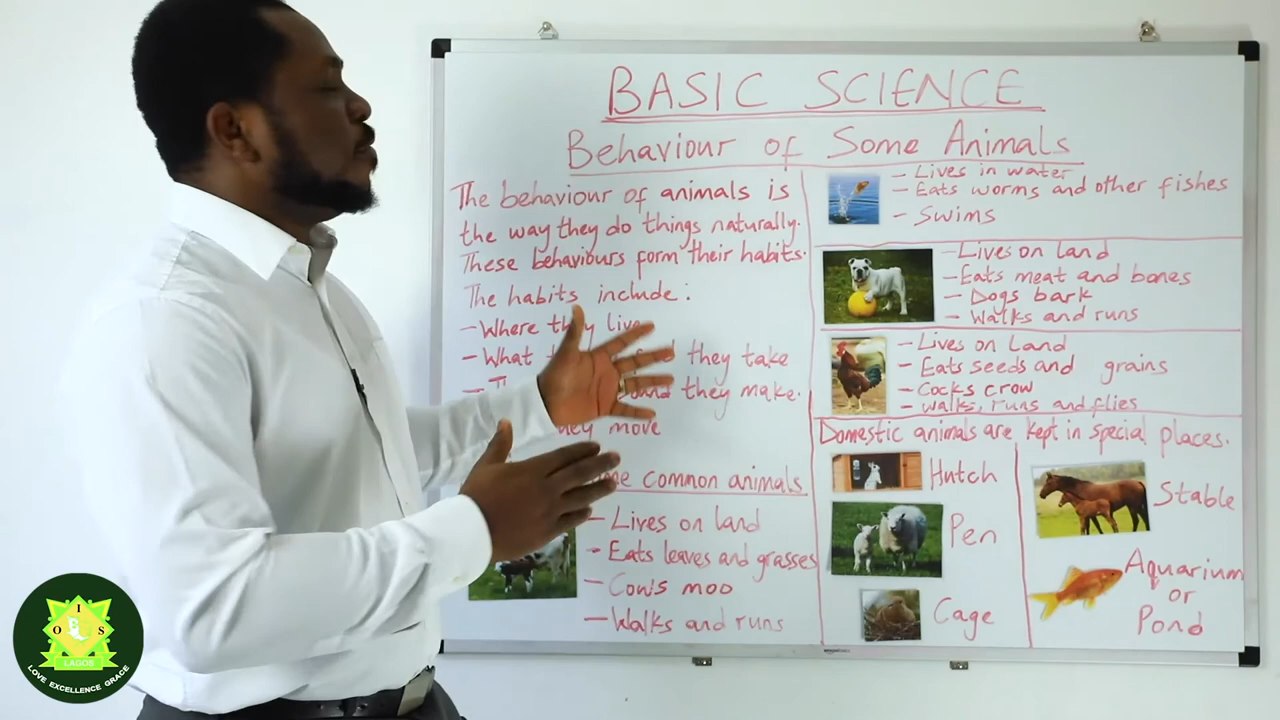 BASIC SCIENCE
Behaviour of Some Animals
The behaviour of animals is
the way they do things naturally.
These behaviours form their habits.
The habits include:
- Where they live
- What they take
- they make.
they move
common animals
- Lives on land
- Eats leaves and grasses
- Cows moo
- Walks and runs
- Lives in water
- Eats worms and other fishes
- Swims
- Lives on land
- Eats meat and bones
- Dogs bark
- Walks and runs
- Lives on land
- Eats seeds and grains
- Cocks crow
- Walks, runs and flies
Domestic animals are kept in special places.
Hutch
Pen
Cage
Stable
Aquarium
or
Pond
I
O S
LAGOS
LOVE EXCELLENCE GRACE